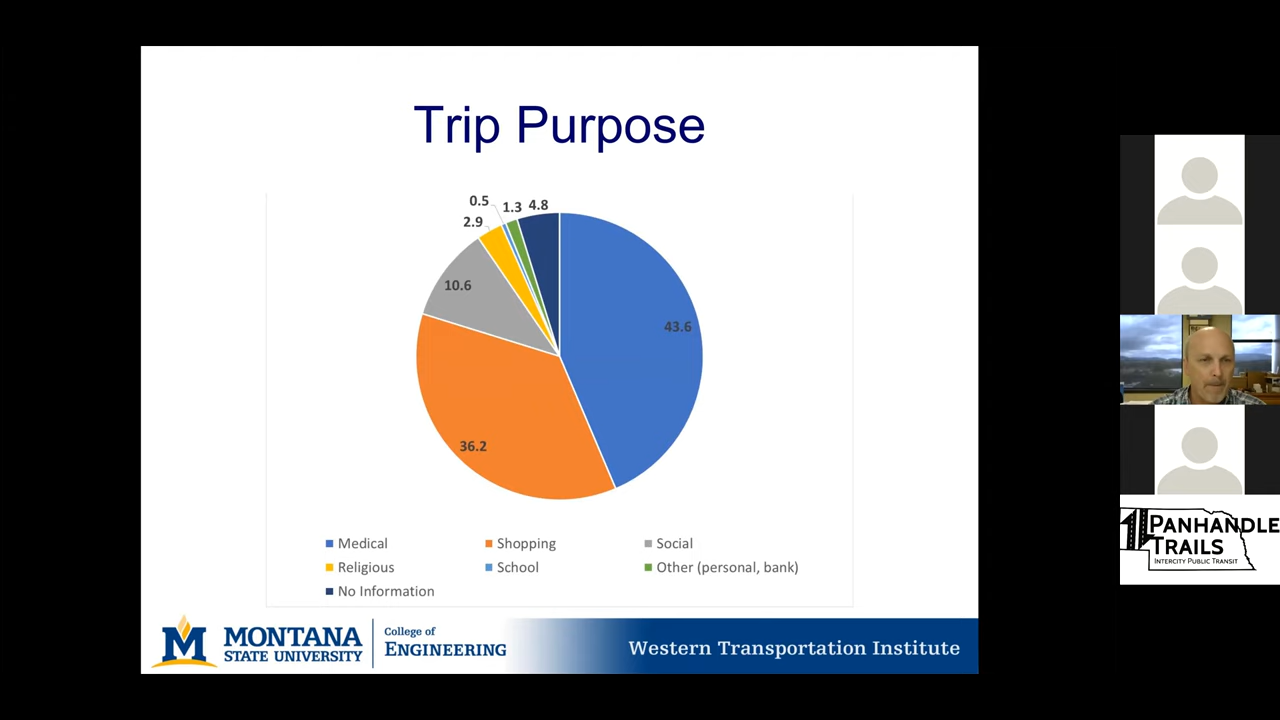 Trip Purpose
0.5
1.3
4.8
2.9
10.6
43.6
36.2
Medical
Shopping
Social
Religious
School
Other (personal, bank)
No Information
M
MONTANA
STATE UNIVERSITY
College of
ENGINEERING
Western Transportation Institute
PANHANDLE
TRAILS
INTERCITY PUBLIC TRANSIT